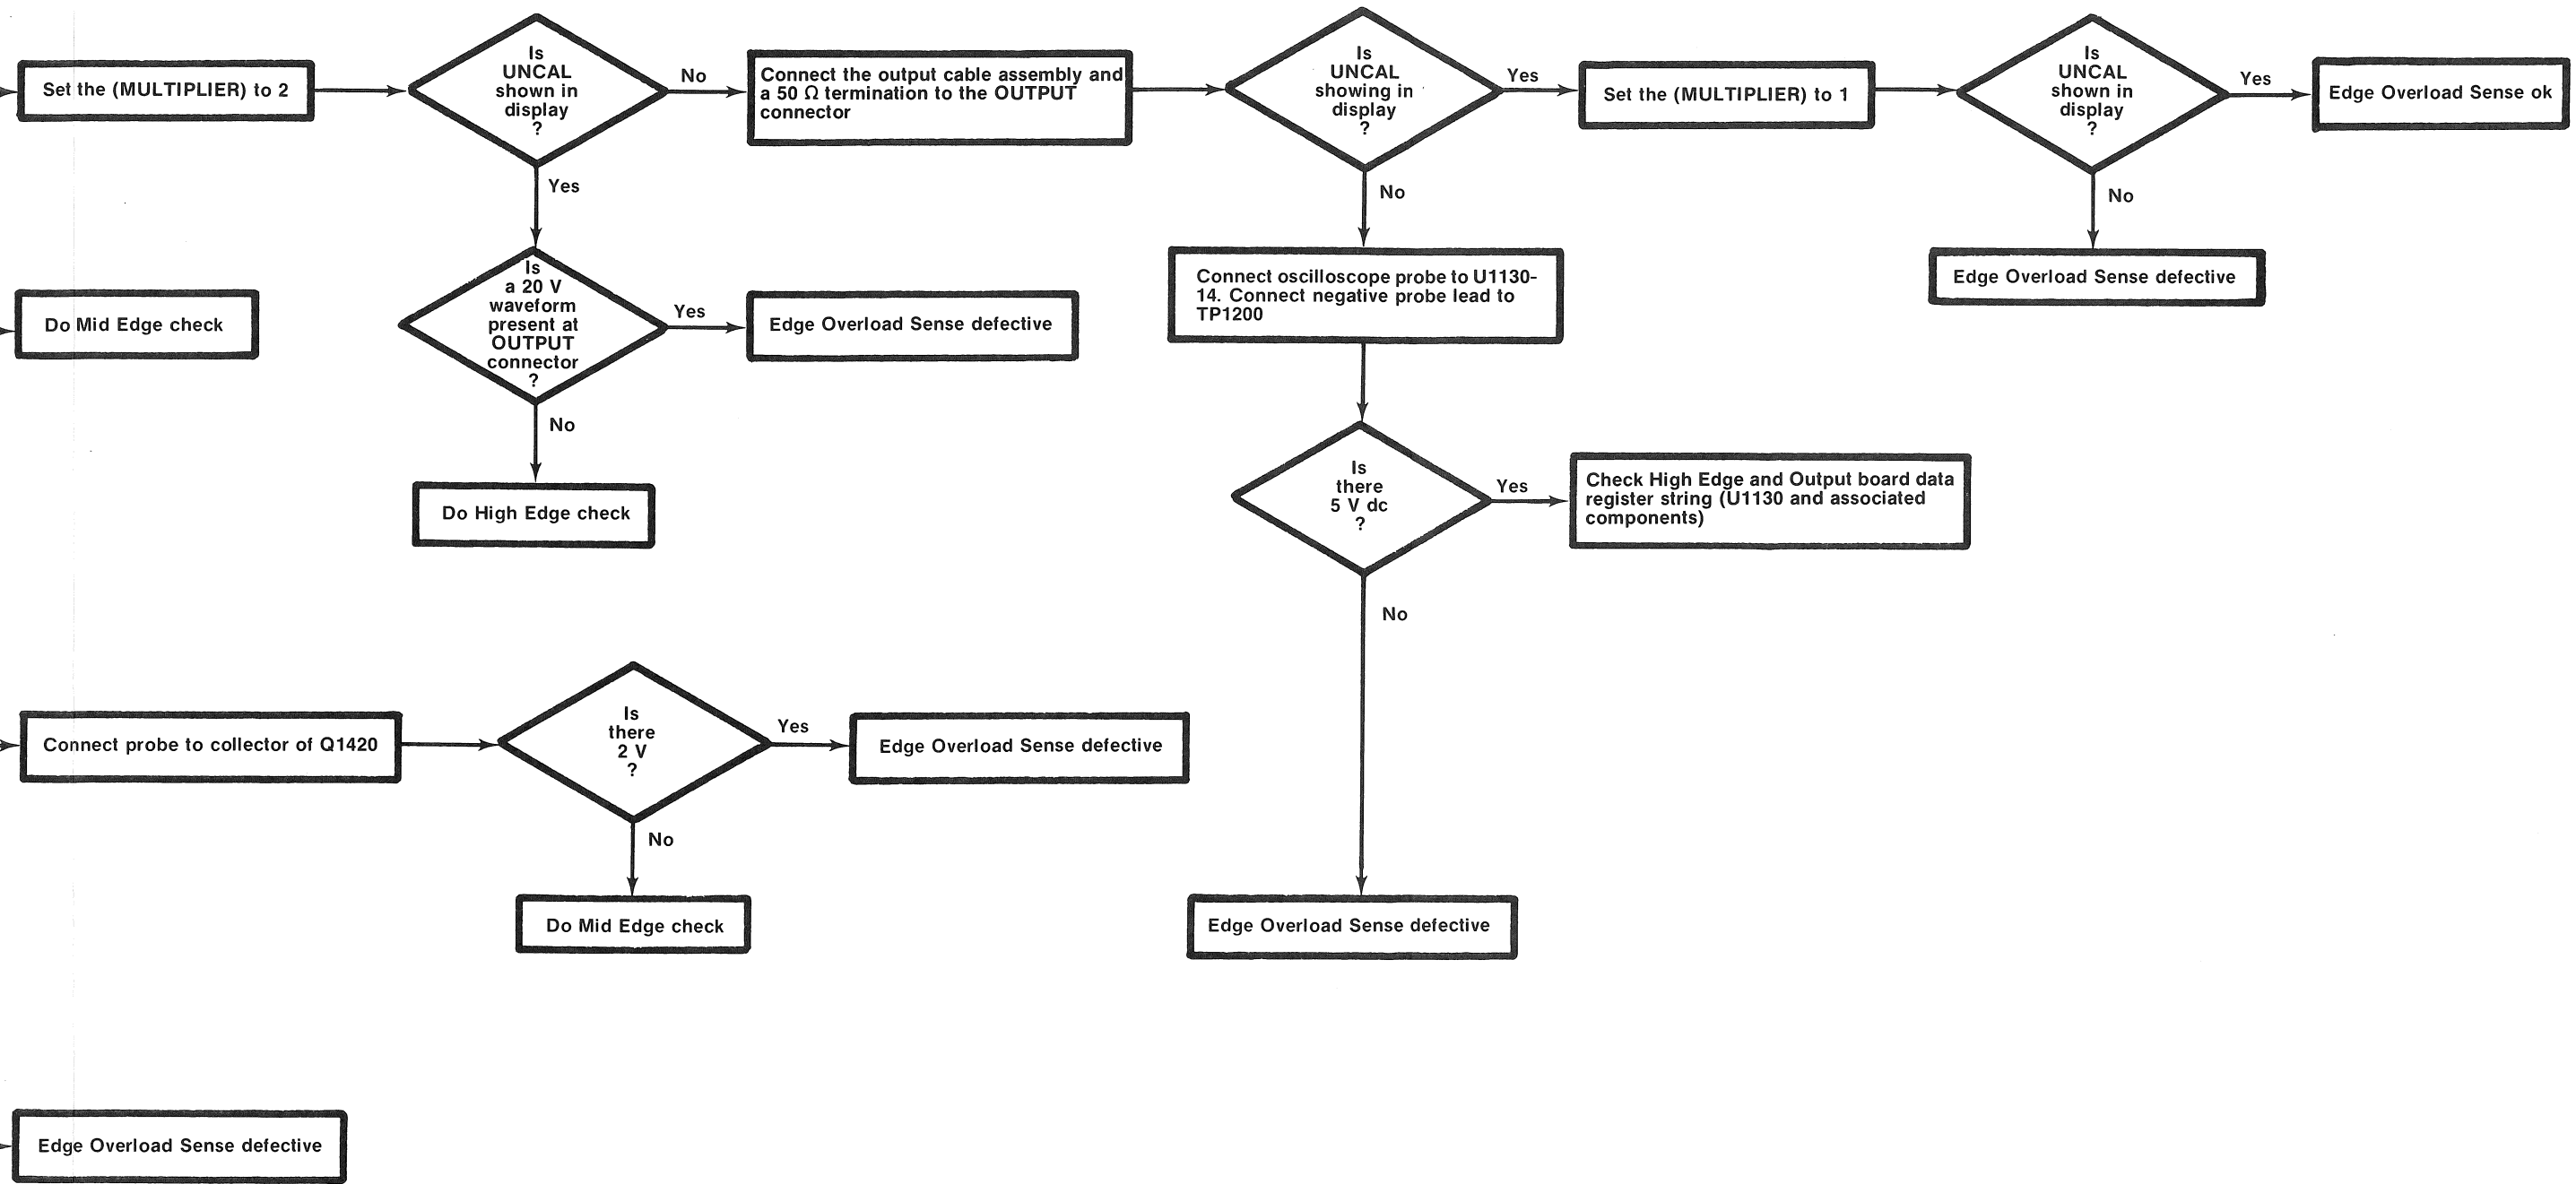 Set the (MULTIPLIER) to 2
Is
UNCAL
shown in
display
?
No
Connect the output cable assembly and
a 50 Ω termination to the OUTPUT
connector
Is
UNCAL
showing in
display
?
Yes
Set the (MULTIPLIER) to 1
Is
UNCAL
shown in
display
?
Yes
Edge Overload Sense ok
Yes
No
No
Do Mid Edge check
Is
a 20 V
waveform
present at
OUTPUT
connector
?
Yes
Edge Overload Sense defective
Connect oscilloscope probe to U1130-
14. Connect negative probe lead to
TP1200
Edge Overload Sense defective
No
Do High Edge check
Is
there
5 V dc
?
Yes
Check High Edge and Output board data
register string (U1130 and associated
components)
No
Connect probe to collector of Q1420
Is
there
2 V
?
Yes
Edge Overload Sense defective
No
Do Mid Edge check
Edge Overload Sense defective
Edge Overload Sense defective